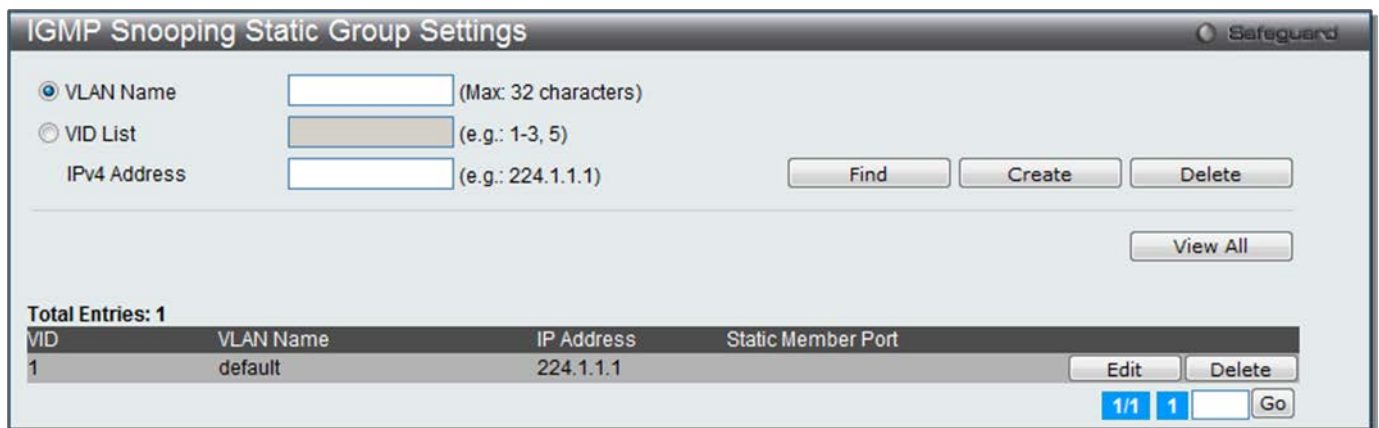 IGMP Snooping Static Group Settings Safeguard
VLAN Name (Max: 32 characters)
VID List (e.g.: 1-3, 5)
IPv4 Address (e.g.: 224.1.1.1) Find Create Delete
View All
Total Entries: 1
VID VLAN Name IP Address Static Member Port
1 default 224.1.1.1 Edit Delete
1/1 1 Go